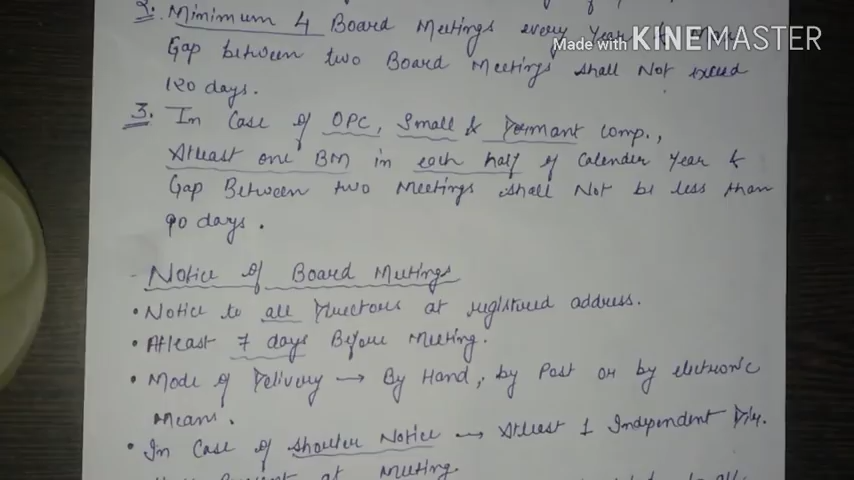 2. Minimum 4 Board Meetings every Year &
Made with KINEMASTER
Gap between two Board Meetings shall Not exceed
120 days.
3. In Case of OPC, Small & Dormant Comp.,
Atleast one BM in each half of Calender Year &
Gap Between two Meetings shall Not be less than
90 days.
Notice of Board Meetings
• Notice to all Directors at registered address.
• Atleast 7 days Before Meeting.
• Mode of Delivery → By Hand, by Post or by electronic
Means.
• In Case of shorter Notice → Atleast 1 Independent Dir.
at Meeting.